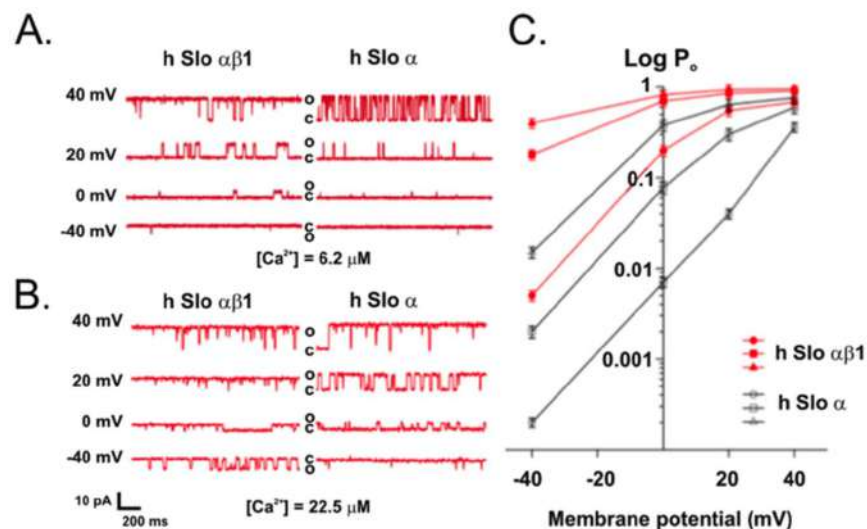 A.
h Slo αβ1 h Slo α
40 mV O C
20 mV O C
0 mV O C
-40 mV C O
[Ca²⁺] = 6.2 μM
B.
h Slo αβ1 h Slo α
40 mV O C
20 mV O C
0 mV O C
-40 mV C O
10 pA
200 ms
[Ca²⁺] = 22.5 μM
C.
Log Pₒ
1
0.1
0.01
0.001
h Slo αβ1
h Slo α
-40 -20 20 40
Membrane potential (mV)